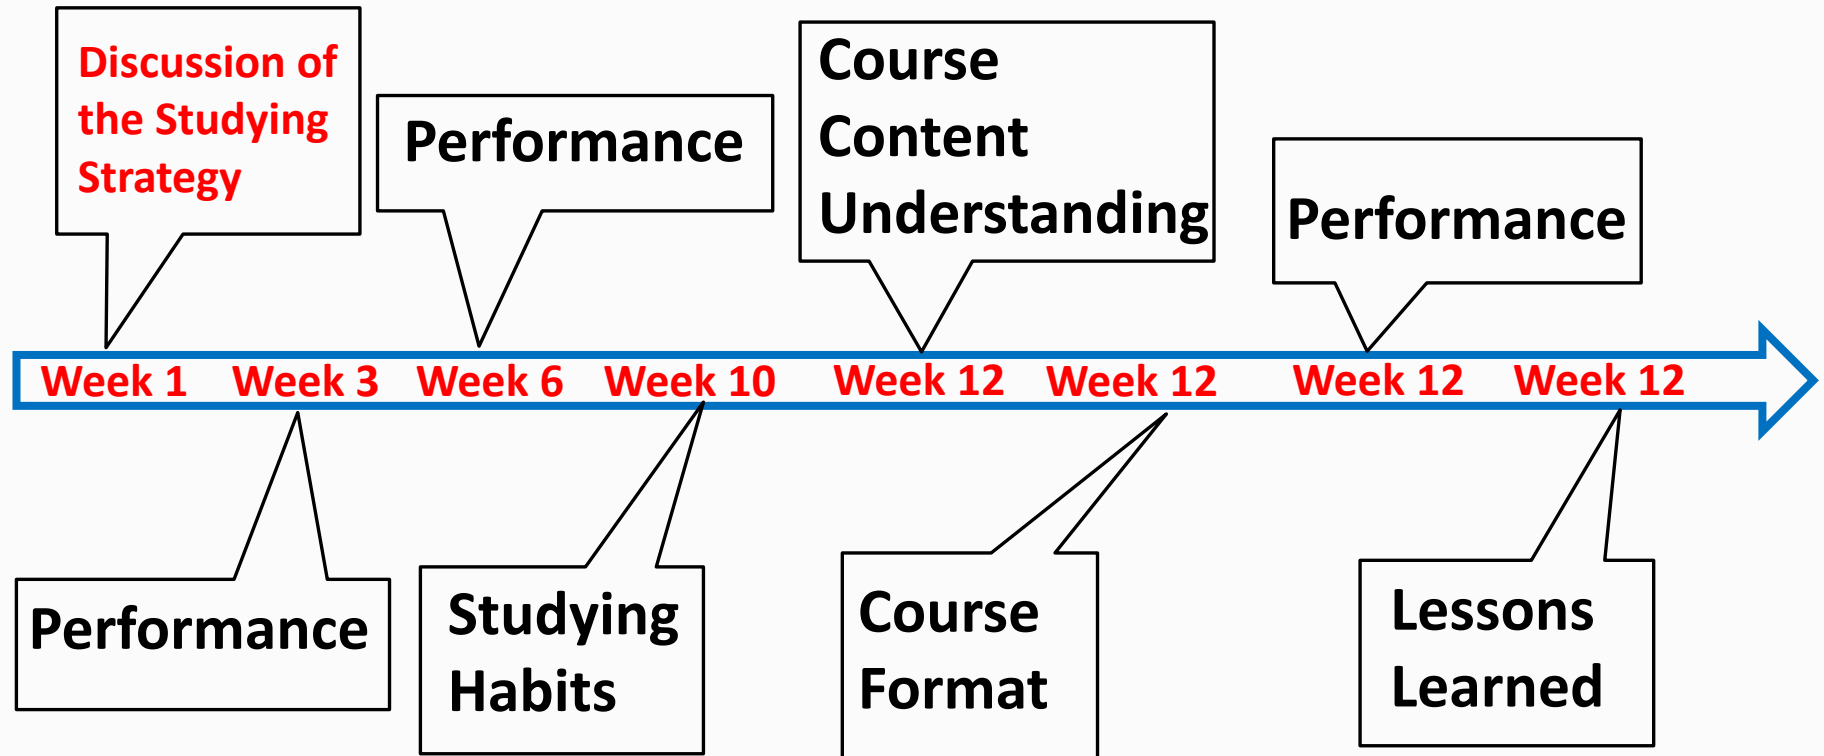 Discussion of
the Studying
Strategy
Performance
Course
Content
Understanding
Performance
Week 1 Week 3 Week 6 Week 10 Week 12 Week 12 Week 12 Week 12
Performance
Studying
Habits
Course
Format
Lessons
Learned